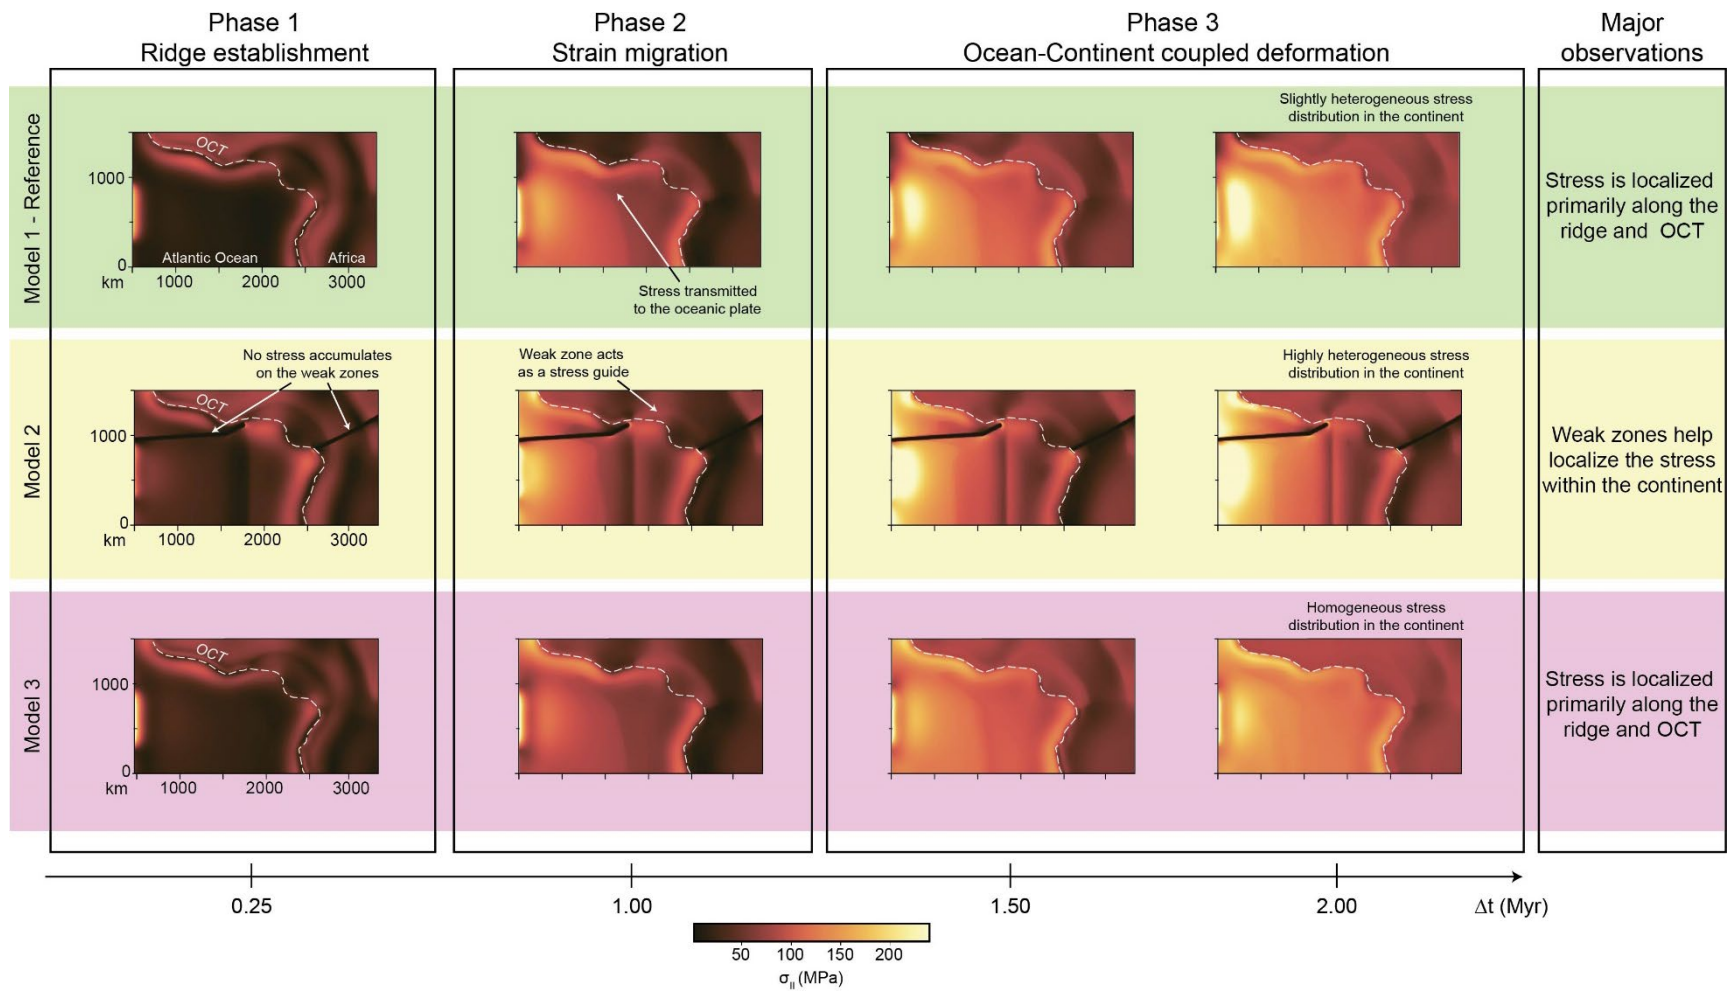 Phase 1
Ridge establishment
Phase 2
Strain migration
Phase 3
Ocean-Continent coupled deformation
Major
observations
Model 1 - Reference
OCT
1000
0
Atlantic Ocean
Africa
km
1000
2000
3000
Stress transmitted
to the oceanic plate
Slightly heterogeneous stress
distribution in the continent
Stress is localized
primarily along the
ridge and OCT
Model 2
No stress accumulates
on the weak zones
OCT
1000
0
km
1000
2000
3000
Weak zone acts
as a stress guide
Highly heterogeneous stress
distribution in the continent
Weak zones help
localize the stress
within the continent
Model 3
OCT
1000
0
km
1000
2000
3000
Homogeneous stress
distribution in the continent
Stress is localized
primarily along the
ridge and OCT
0.25
1.00
1.50
2.00
Δt (Myr)
50
100
150
200
σII (MPa)